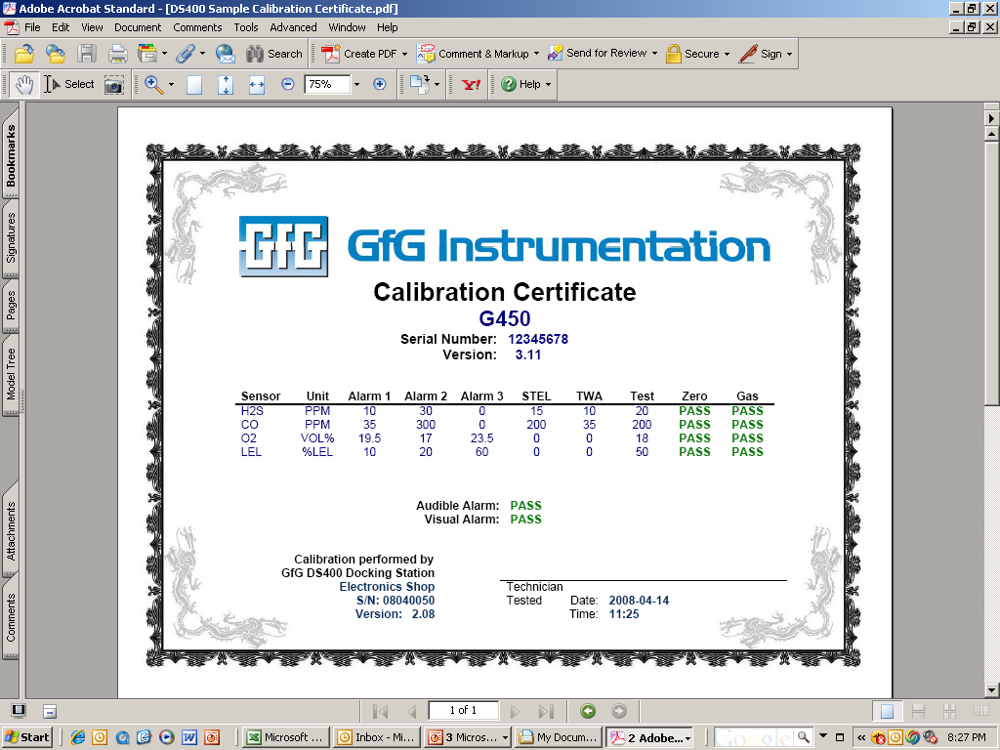 Adobe Acrobat Standard - [DS400 Sample Calibration Certificate.pdf]
File Edit View Document Comments Tools Advanced Window Help
Search Create PDF Comment & Markup Send for Review Secure Sign
Select 75% Y! Help
Bookmarks
Signatures
Pages
Model Tree
Attachments
Comments
GfG GfG Instrumentation
Calibration Certificate
G450
Serial Number: 12345678
Version: 3.11
Sensor Unit Alarm 1 Alarm 2 Alarm 3 STEL TWA Test Zero Gas
H2S PPM 10 30 0 15 10 20 PASS PASS
CO PPM 35 300 0 200 35 200 PASS PASS
O2 VOL% 19.5 17 23.5 0 0 18 PASS PASS
LEL %LEL 10 20 60 0 0 50 PASS PASS
Audible Alarm: PASS
Visual Alarm: PASS
Calibration performed by
GfG DS400 Docking Station
Electronics Shop
S/N: 08040050
Version: 2.08
Technician
Tested Date: 2008-04-14
Time: 11:25
1 of 1
Start Microsoft ... Inbox - Mi... 3 Micros... My Docum... 2 Adobe... Google « 8:27 PM